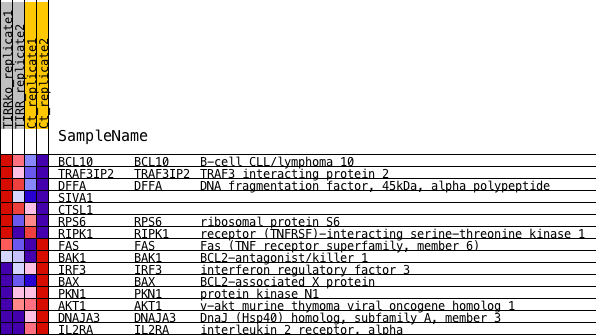 TIRRko_replicate1
TIRR_replicate2
Ct_replicate1
Ct_replicate2
SampleName
BCL10 BCL10 B-cell CLL/lymphoma 10
TRAF3IP2 TRAF3IP2 TRAF3 interacting protein 2
DFFA DFFA DNA fragmentation factor, 45kDa, alpha polypeptide
SIVA1
CTSL1
RPS6 RPS6 ribosomal protein S6
RIPK1 RIPK1 receptor (TNFRSF)-interacting serine-threonine kinase 1
FAS FAS Fas (TNF receptor superfamily, member 6)
BAK1 BAK1 BCL2-antagonist/killer 1
IRF3 IRF3 interferon regulatory factor 3
BAX BAX BCL2-associated X protein
PKN1 PKN1 protein kinase N1
AKT1 AKT1 v-akt murine thymoma viral oncogene homolog 1
DNAJA3 DNAJA3 DnaJ (Hsp40) homolog, subfamily A, member 3
IL2RA IL2RA interleukin 2 receptor, alpha